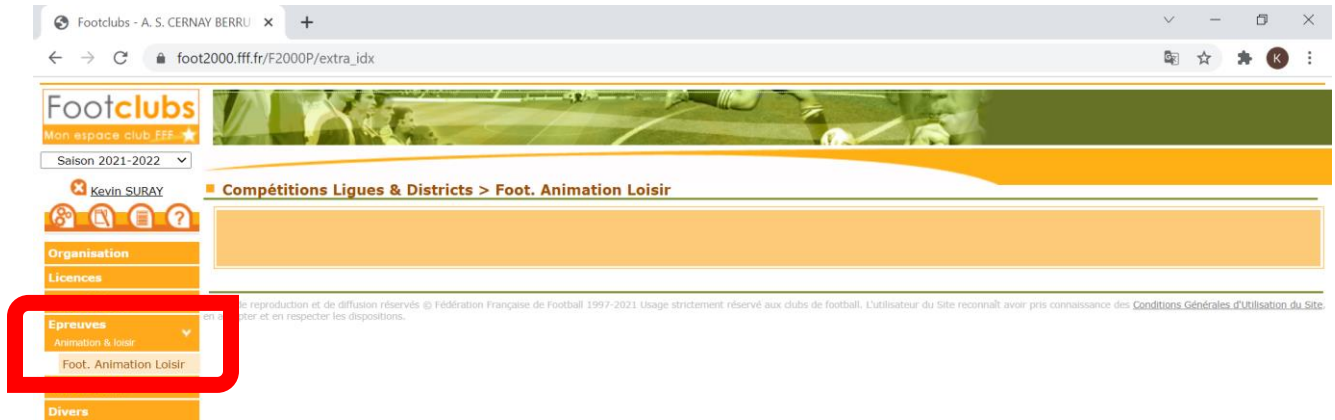 Footclubs - A. S. CERNAY BERRU
foot2000.fff.fr/F2000P/extra_idx
K
Footclubs
Mon espace club FFF
Saison 2021-2022
Kevin SURAY
Compétitions Ligues & Districts > Foot. Animation Loisir
?
Organisation
Licences
de reproduction et de diffusion réservés © Fédération Française de Football 1997-2021 Usage strictement réservé aux clubs de football. L'utilisateur du Site reconnaît avoir pris connaissance des Conditions Générales d'Utilisation du Site,
en accepter et en respecter les dispositions.
Epreuves
Animation & loisir
Foot. Animation Loisir
Divers